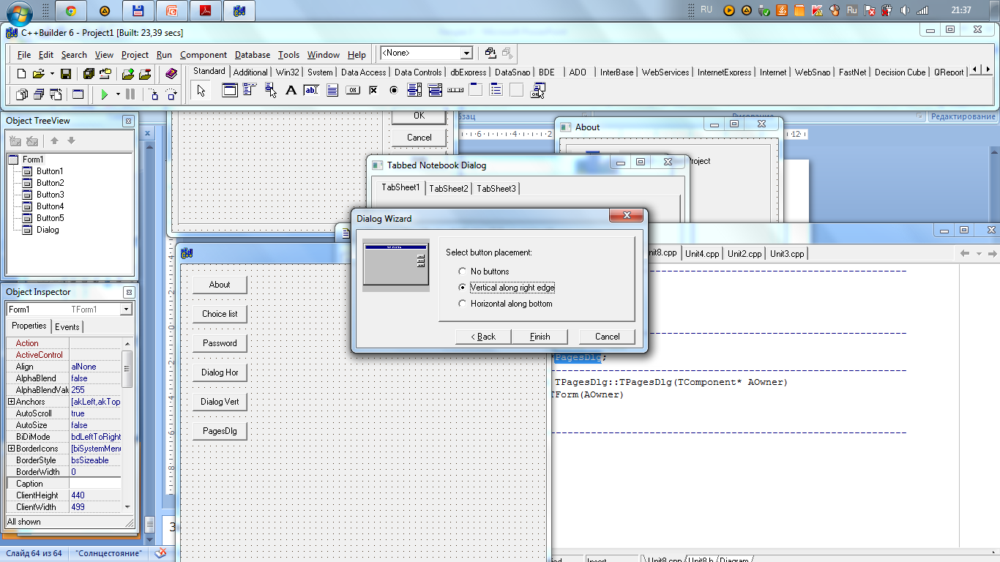 RU
Ru
21:37
C++Builder 6 - Project1 [Built: 23,39 secs]
File Edit Search View Project Run Component Database Tools Window Help
<None>
Standard Additional Win32 System Data Access Data Controls dbExpress DataSnap BDE ADO InterBase WebServices InternetExpress Internet WebSnap FastNet Decision Cube QReport
Object TreeView
Form1
Button1
Button2
Button3
Button4
Button5
Dialog
Object Inspector
Form1 TForm1
Properties Events
Action
ActiveControl
Align alNone
AlphaBlend false
AlphaBlendValu 255
Anchors [akLeft,akTop
AutoScroll true
AutoSize false
BiDiMode bdLeftToRight
BorderIcons [biSystemMenu
BorderStyle bsSizeable
BorderWidth 0
Caption
ClientHeight 440
ClientWidth 499
All shown
Слайд 64 из 64 "Солнцестояние"
OK
Cancel
бзац
Редактирование
6 4 2
12
About
Project
Tabbed Notebook Dialog
TabSheet1 TabSheet2 TabSheet3
Dialog Wizard
Select button placement:
No buttons
Vertical along right edge
Horizontal along bottom
< Back Finish Cancel
About
Choice list
Password
Dialog Hor
Dialog Vert
PagesDlg
Unit8.cpp Unit4.cpp Unit2.cpp Unit3.cpp
PagesDlg;
TPagesDlg::TPagesDlg(TComponent* AOwner)
TForm(AOwner)
Insert
Unit8.cpp Unit8.h Diagram